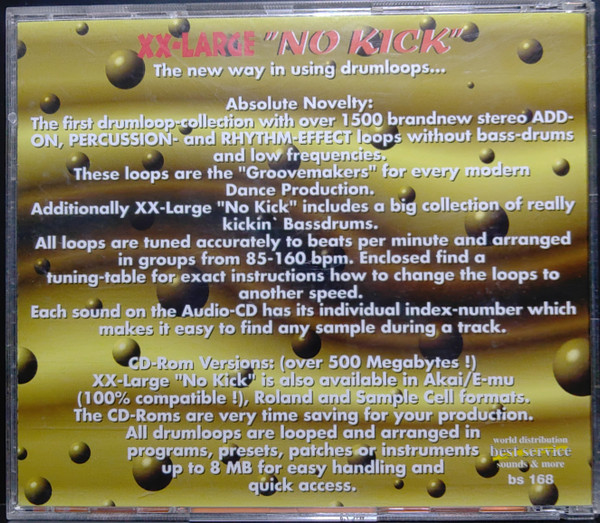 XX-LARGE "NO KICK"
The new way in using drumloops...
Absolute Novelty:
The first drumloop-collection with over 1500 brandnew stereo ADD-
ON, PERCUSSION- and RHYTHM-EFFECT loops without bass-drums
and low frequencies.
These loops are the "Groovemakers" for every modern
Dance Production.
Additionally XX-Large "No Kick" includes a big collection of really
kickin` Bassdrums.
All loops are tuned accurately to beats per minute and arranged
in groups from 85-160 bpm. Enclosed find a
tuning-table for exact instructions how to change the loops to
another speed.
Each sound on the Audio-CD has its individual index-number which
makes it easy to find any sample during a track.
CD-Rom Versions: (over 500 Megabytes !)
XX-Large "No Kick" is also available in Akai/E-mu
(100% compatible !), Roland and Sample Cell formats.
The CD-Roms are very time saving for your production.
All drumloops are looped and arranged in
programs, presets, patches or instruments
up to 8 MB for easy handling and
quick access.
world distribution
best service
sounds & more
bs 168